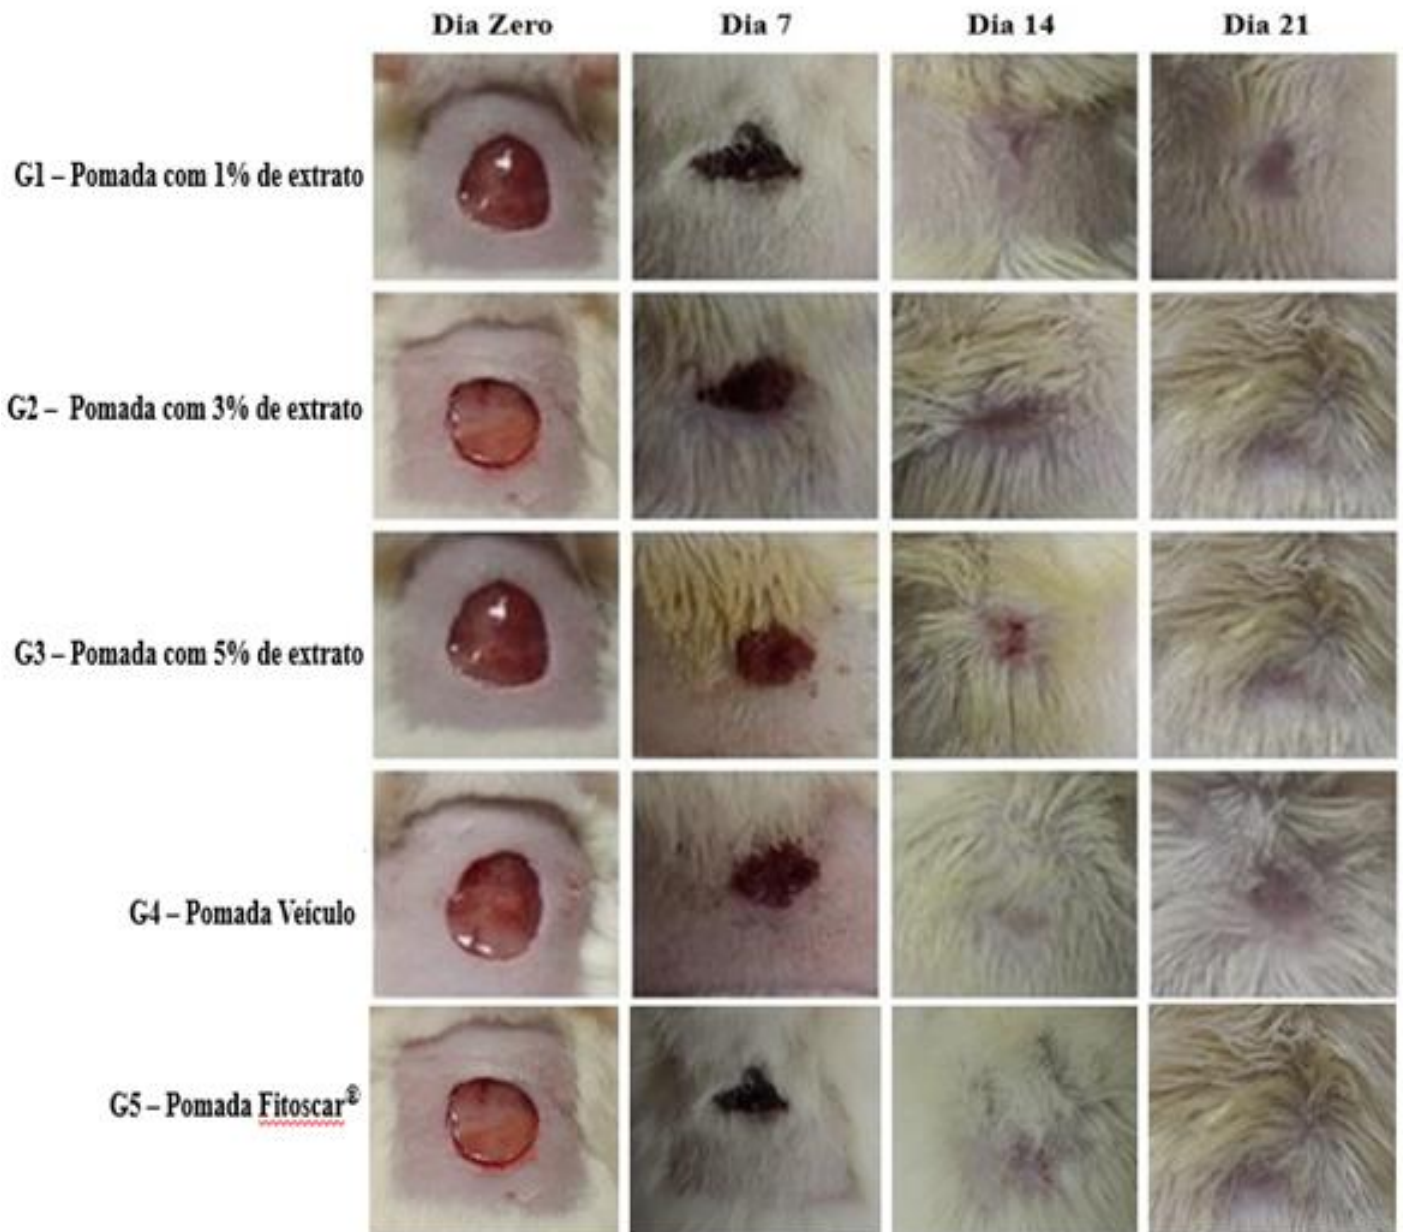 Dia Zero Dia 7 Dia 14 Dia 21
G1 – Pomada com 1% de extrato
G2 – Pomada com 3% de extrato
G3 – Pomada com 5% de extrato
G4 – Pomada Veículo
G5 – Pomada Fitoscar®